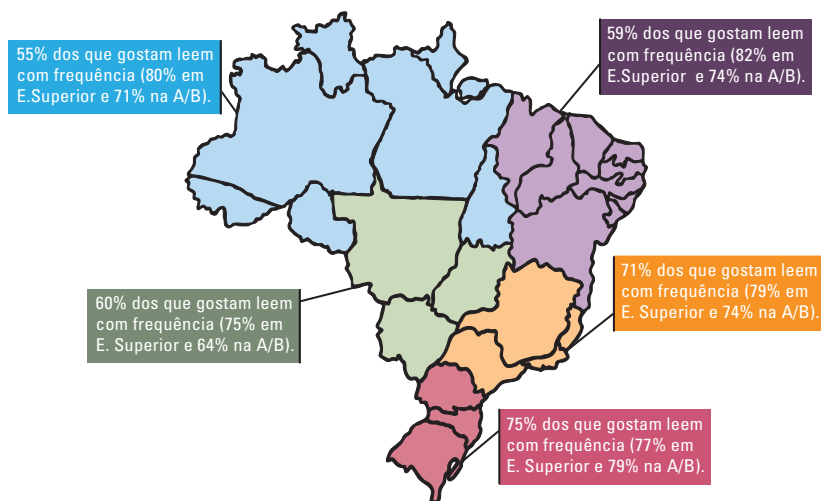 55% dos que gostam leem
com frequência (80% em
E.Superior e 71% na A/B).
59% dos que gostam leem
com frequência (82% em
E.Superior e 74% na A/B).
71% dos que gostam leem
com frequência (79% em
E. Superior e 74% na A/B).
60% dos que gostam leem
com frequência (75% em
E. Superior e 64% na A/B).
75% dos que gostam leem
com frequência (77% em
E. Superior e 79% na A/B).